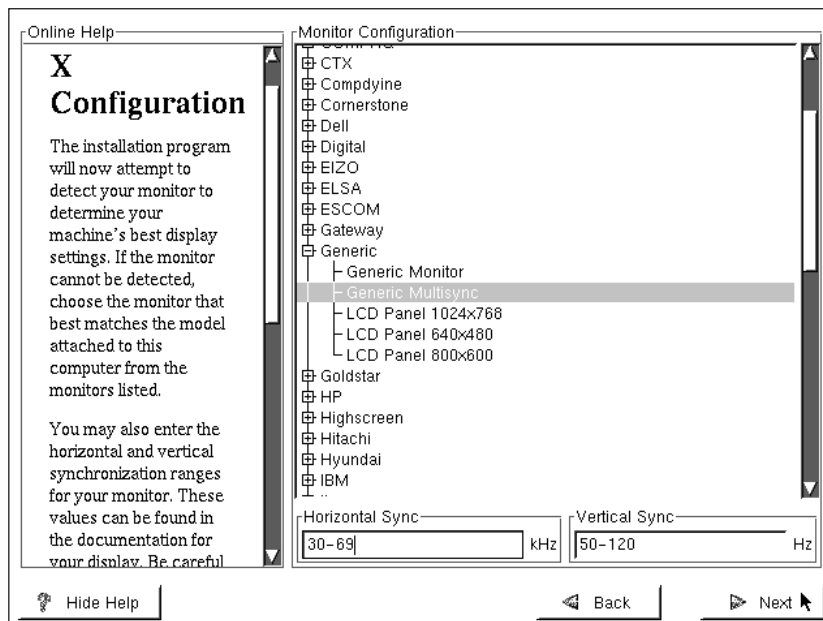 Online Help
X
Configuration
The installation program
will now attempt to
detect your monitor to
determine your
machine's best display
settings. If the monitor
cannot be detected,
choose the monitor that
best matches the model
attached to this
computer from the
monitors listed.
You may also enter the
horizontal and vertical
synchronization ranges
for your monitor. These
values can be found in
the documentation for
your display. Be careful
Monitor Configuration
CTX
Compdyine
Cornerstone
Dell
Digital
EIZO
ELSA
ESCOM
Gateway
Generic
Generic Monitor
Generic Multisync
LCD Panel 1024x768
LCD Panel 640x480
LCD Panel 800x600
Goldstar
HP
Highscreen
Hitachi
Hyundai
IBM
Horizontal Sync
30-69 kHz
Vertical Sync
50-120 Hz
Hide Help
Back
Next